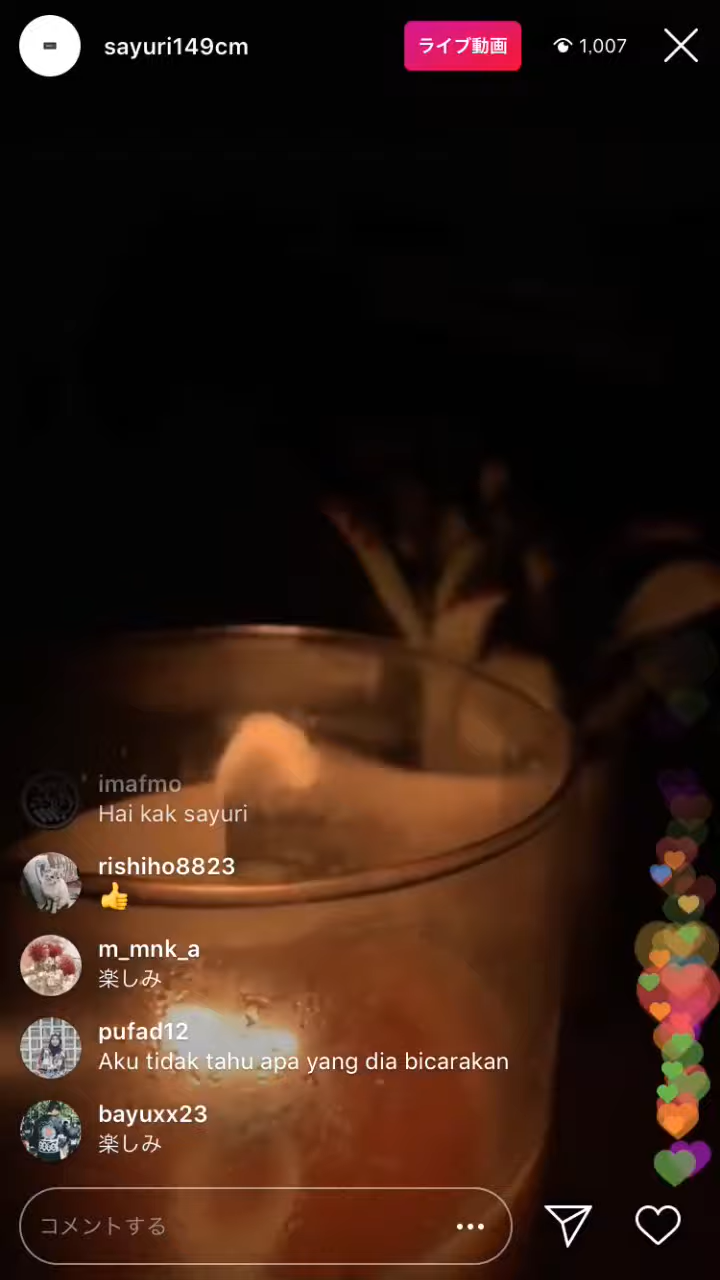 sayuri149cm
ライブ動画
1,007
imafmo
Hai kak sayuri
rishiho8823
👍
m_mnk_a
楽しみ
pufad12
Aku tidak tahu apa yang dia bicarakan
bayuxx23
楽しみ
コメントする